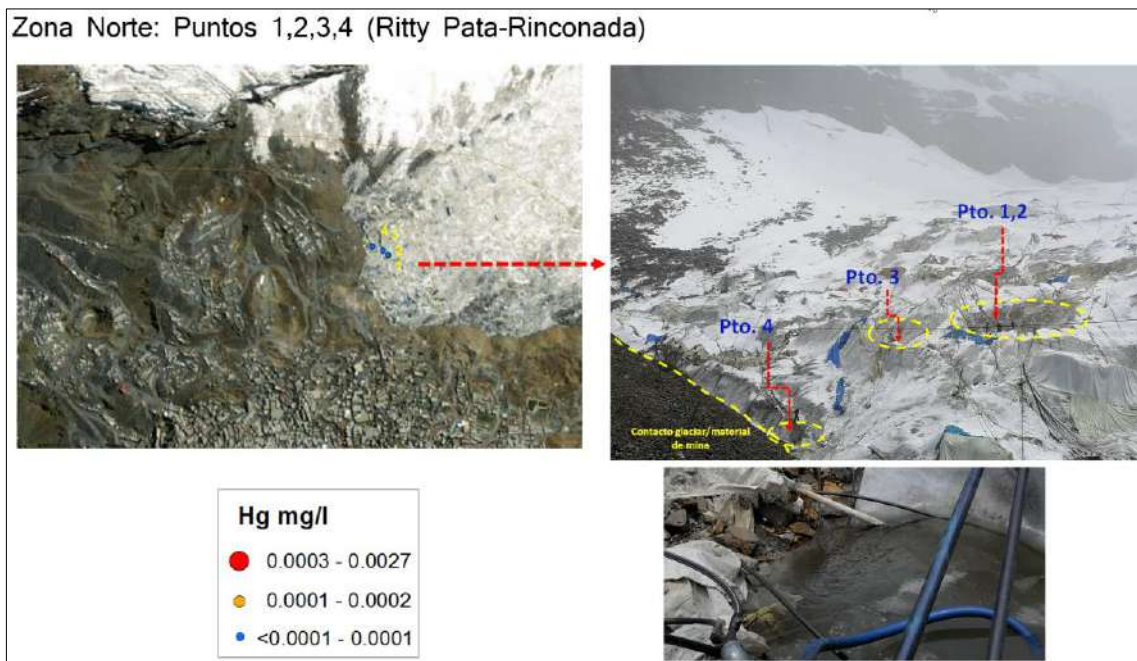 Zona Norte: Puntos 1,2,3,4 (Ritty Pata-Rinconada)
Pto. 1,2
Pto. 3
Pto. 4
Contacto glaciar/material
de mina
Hg mg/l
0.0003 - 0.0027
0.0001 - 0.0002
<0.0001 - 0.0001